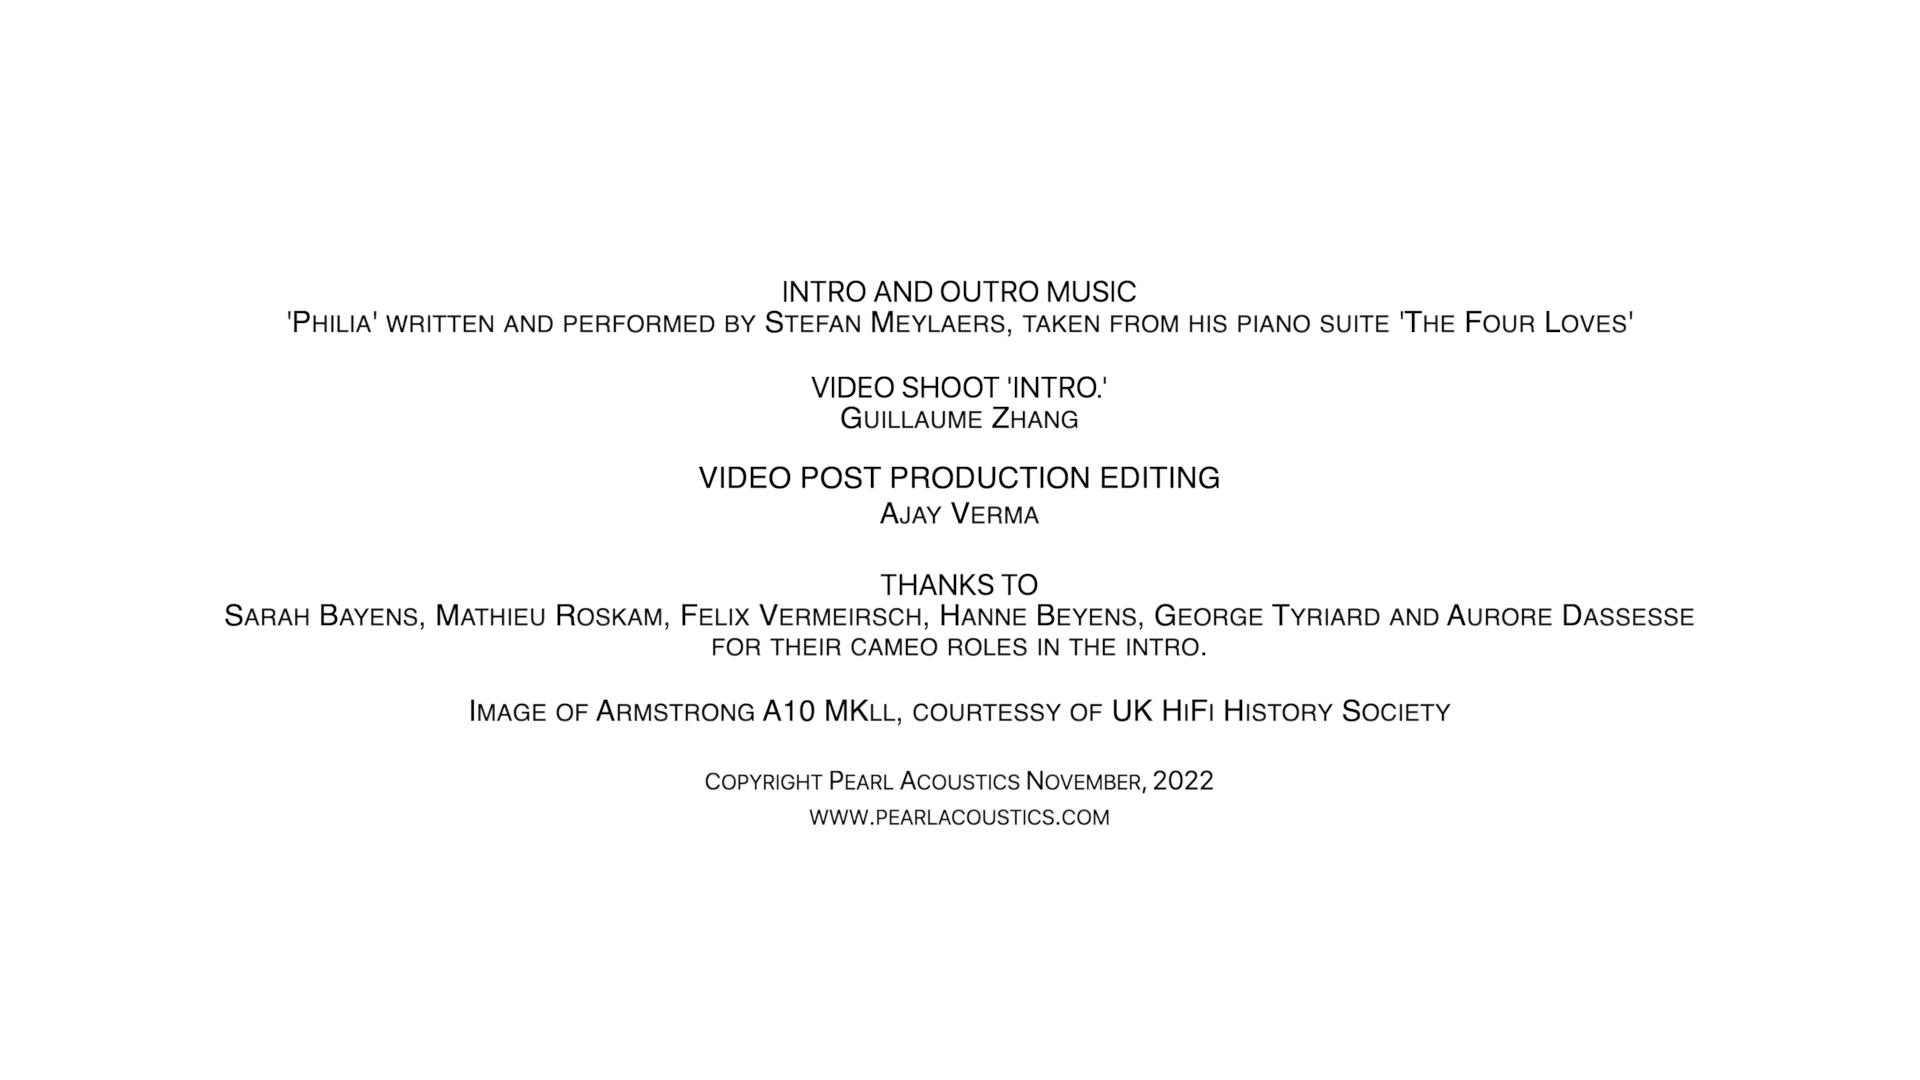 INTRO AND OUTRO MUSIC
'Philia' written and performed by Stefan Meylaers, taken from his piano suite 'The Four Loves'
VIDEO SHOOT 'INTRO.'
Guillaume Zhang
VIDEO POST PRODUCTION EDITING
Ajay Verma
THANKS TO
Sarah Bayens, Mathieu Roskam, Felix Vermeirsch, Hanne Beyens, George Tyriard and Aurore Dassesse
for their cameo roles in the intro.
Image of Armstrong A10 MKll, courtessy of UK HiFi History Society
Copyright Pearl Acoustics November, 2022
www.pearlacoustics.com